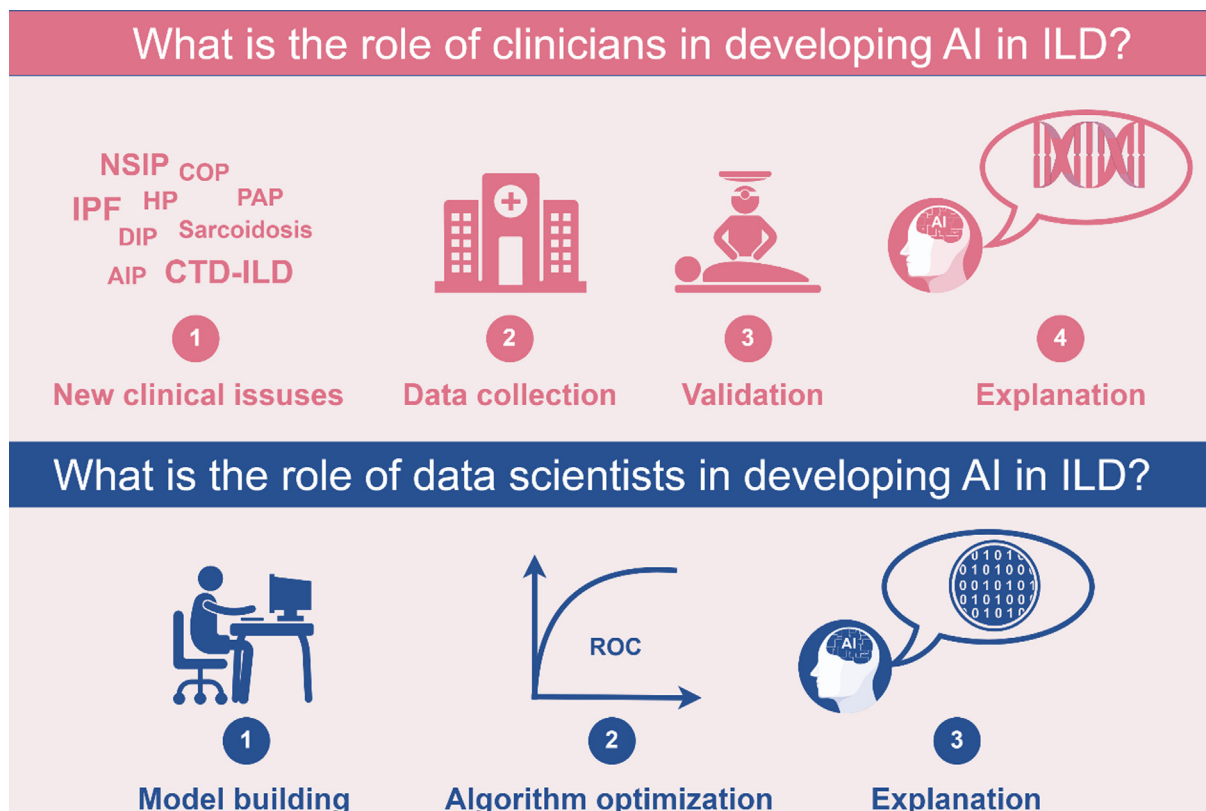 What is the role of clinicians in developing AI in ILD?
NSIP COP
IPF HP PAP
DIP Sarcoidosis
AIP CTD-ILD
AI
1 2 3 4
New clinical issuses Data collection Validation Explanation
What is the role of data scientists in developing AI in ILD?
01010
0101000
0010101
0101000
01010
ROC
AI
1 2 3
Model building Algorithm optimization Explanation